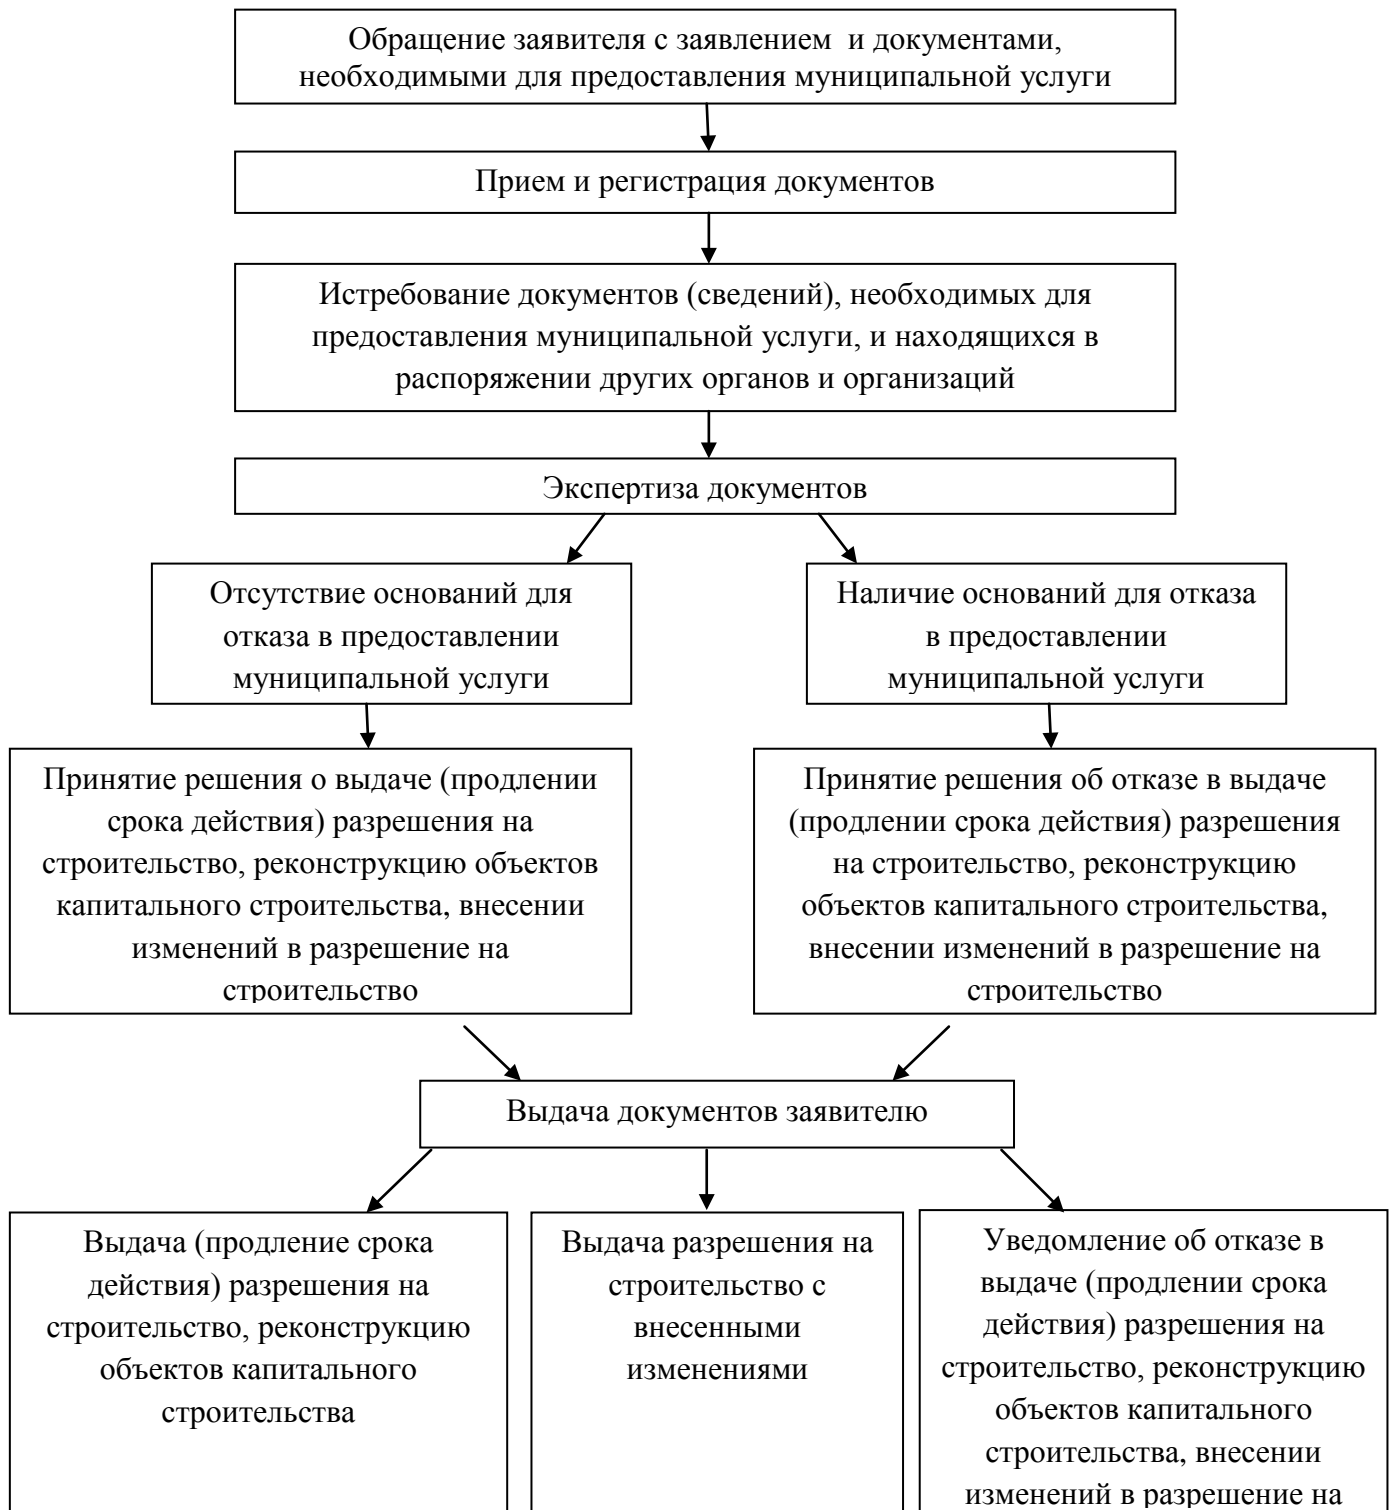 Обращение заявителя с заявлением и документами,
необходимыми для предоставления муниципальной услуги
Прием и регистрация документов
Истребование документов (сведений), необходимых для
предоставления муниципальной услуги, и находящихся в
распоряжении других органов и организаций
Экспертиза документов
Отсутствие оснований для
отказа в предоставлении
муниципальной услуги
Наличие оснований для отказа
в предоставлении
муниципальной услуги
Принятие решения о выдаче (продлении
срока действия) разрешения на
строительство, реконструкцию объектов
капитального строительства, внесении
изменений в разрешение на
строительство
Принятие решения об отказе в выдаче
(продлении срока действия) разрешения
на строительство, реконструкцию
объектов капитального строительства,
внесении изменений в разрешение на
строительство
Выдача документов заявителю
Выдача (продление срока
действия) разрешения на
строительство, реконструкцию
объектов капитального
строительства
Выдача разрешения на
строительство с
внесенными
изменениями
Уведомление об отказе в
выдаче (продлении срока
действия) разрешения на
строительство, реконструкцию
объектов капитального
строительства, внесении
изменений в разрешение на